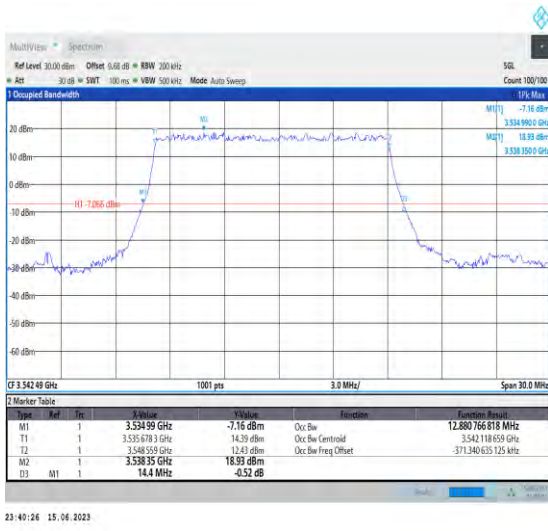 MultiView Spectrum
Ref Level 30.00 dBm Offset 0.68 dB RBW 200 kHz SGL
Att 30 dB SWT 100 ms VBW 500 kHz Mode Auto Sweep Count 100/100
1 Occupied Bandwidth 1Pk Max
M1[1] -7.16 dBm
3.534 990 0 GHz
M2[1] 18.93 dBm
3.538 350 0 GHz
M2
T1
20 dBm
10 dBm
0 dBm
M1
D3
H1 -7.066 dBm
-10 dBm
-20 dBm
-30 dBm
-40 dBm
-50 dBm
-60 dBm
CF 3.542 49 GHz 1001 pts 3.0 MHz/ Span 30.0 MHz
2 Marker Table
Type Ref Trc X-Value Y-Value Function Function Result
M1 1 3.534 99 GHz -7.16 dBm Occ Bw 12.880 766 818 MHz
T1 1 3.535 678 3 GHz 14.39 dBm Occ Bw Centroid 3.542 118 659 GHz
T2 1 3.548 559 GHz 12.43 dBm Occ Bw Freq Offset -371.340 635 125 kHz
M2 1 3.538 35 GHz 18.93 dBm
D3 M1 1 14.4 MHz -0.52 dB
23:40:26 15.06.2023